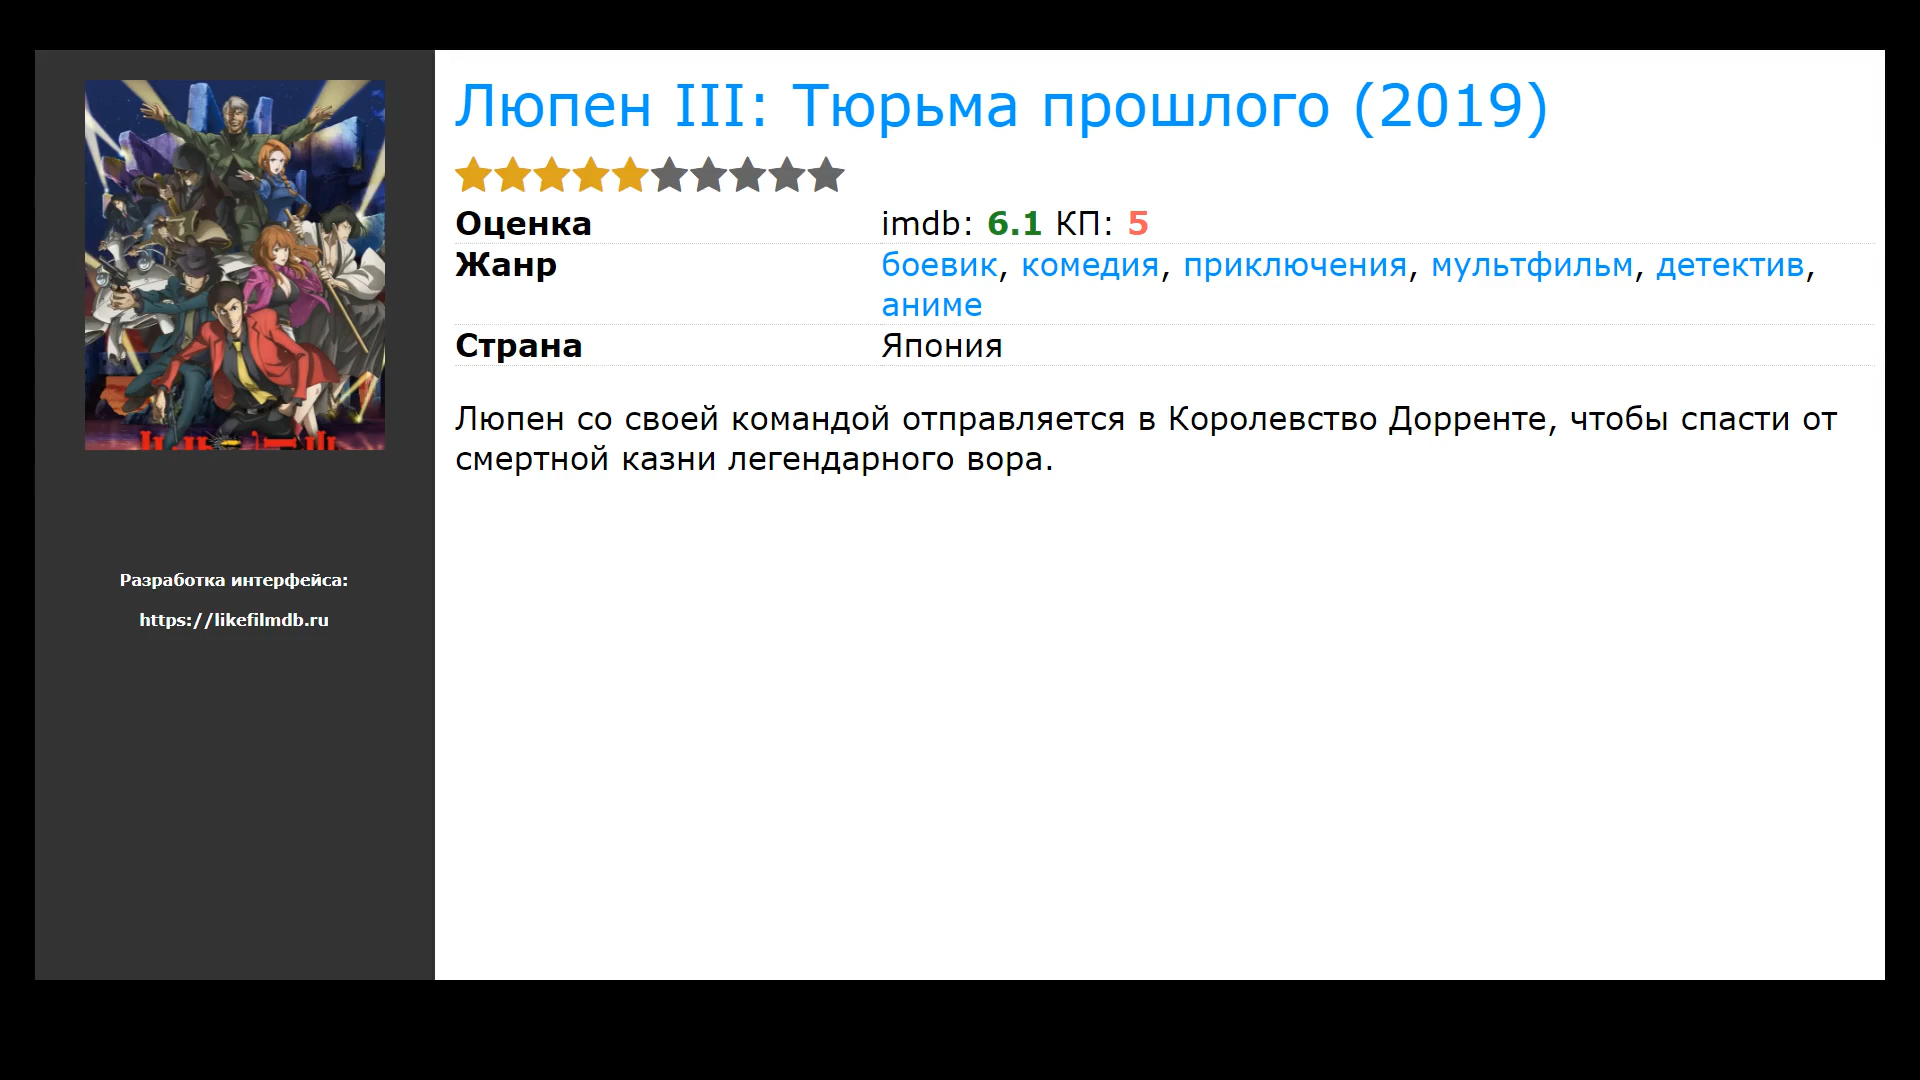 Люпен III: Тюрьма прошлого (2019)
Оценка imdb: 6.1 КП: 5
Жанр боевик, комедия, приключения, мультфильм, детектив,
аниме
Страна Япония
Люпен со своей командой отправляется в Королевство Дорренте, чтобы спасти от
смертной казни легендарного вора.
Разработка интерфейса:
https://likefilmdb.ru